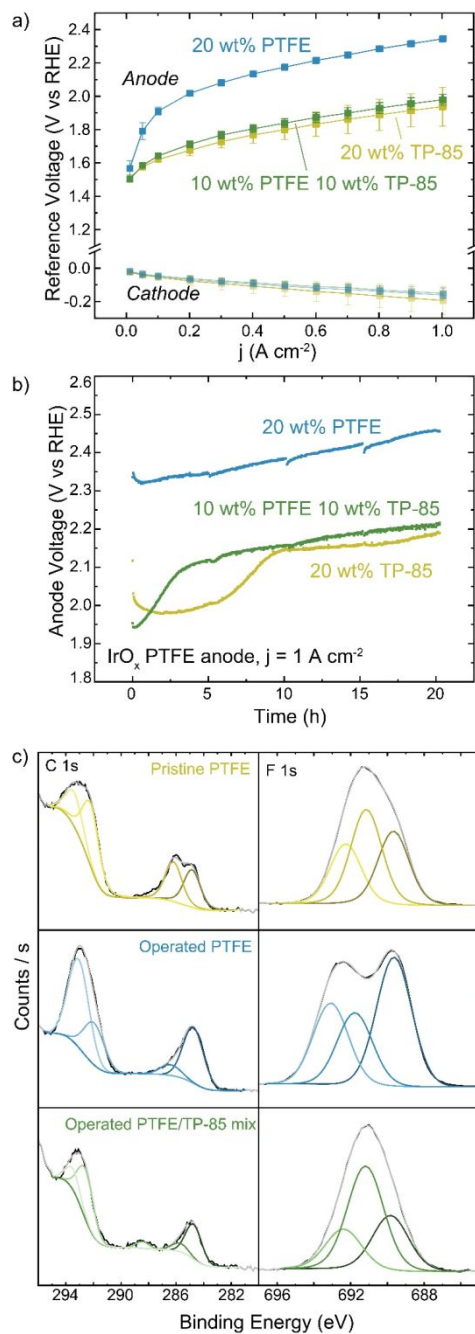 a)
20 wt% PTFE
Anode
20 wt% TP-85
10 wt% PTFE 10 wt% TP-85
Cathode
Reference Voltage (V vs RHE)
2.4
2.2
2.0
1.8
1.6
1.4
0.0
-0.2
0.0 0.2 0.4 0.6 0.8 1.0
j (A cm-2)
b)
20 wt% PTFE
10 wt% PTFE 10 wt% TP-85
20 wt% TP-85
IrOx PTFE anode, j = 1 A cm-2
Anode Voltage (V vs RHE)
2.6
2.5
2.4
2.3
2.2
2.1
2.0
1.9
1.8
0 5 10 15 20
Time (h)
c)
C 1s
Pristine PTFE
F 1s
Operated PTFE
Operated PTFE/TP-85 mix
Counts / s
294 290 286 282
696 692 688
Binding Energy (eV)